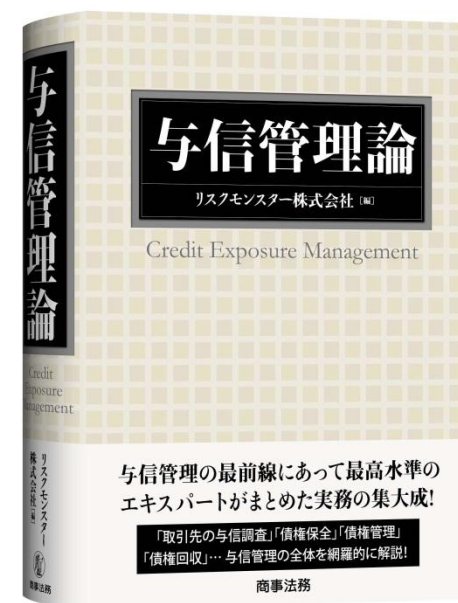 与信管理論
リスクモンスター株式会社[編]
Credit Exposure Management
与信管理の最前線にあって最高水準の
エキスパートがまとめた実務の集大成!
「取引先の与信調査」「債権保全」「債権管理」
「債権回収」… 与信管理の全体を網羅的に解説!
商事法務
与信管理論
Credit
Exposure
Management
リスクモンスター
株式会社[編]
商事法務